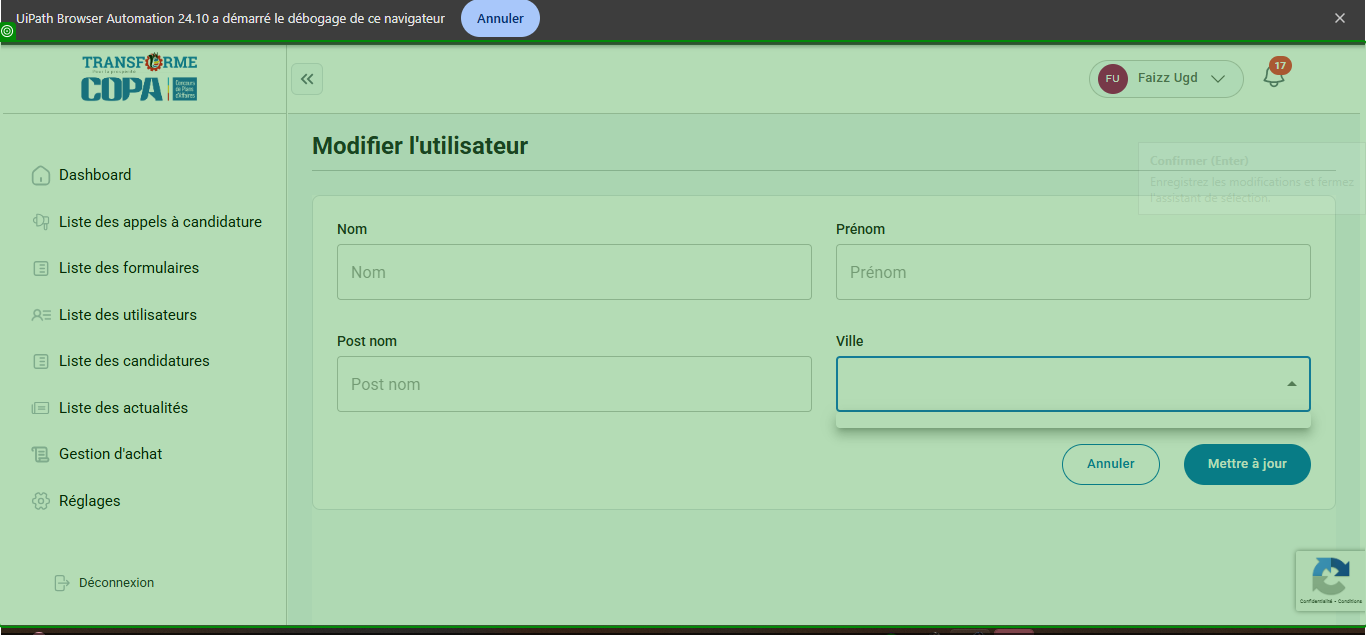 UiPath Browser Automation 24.10 a démarré le débogage de ce navigateur
Annuler
TRANSFORME
Pour la prospérité
COPA
Concours de Plans d'Affaires
FU
Faizz Ugd
17
Modifier l'utilisateur
Confirmer (Enter)
Enregistrez les modifications et fermez
l'assistant de sélection.
Dashboard
Liste des appels à candidature
Liste des formulaires
Liste des utilisateurs
Liste des candidatures
Liste des actualités
Gestion d'achat
Réglages
Déconnexion
Nom
Prénom
Nom
Prénom
Post nom
Ville
Post nom
Annuler
Mettre à jour
Confidentialité - Conditions